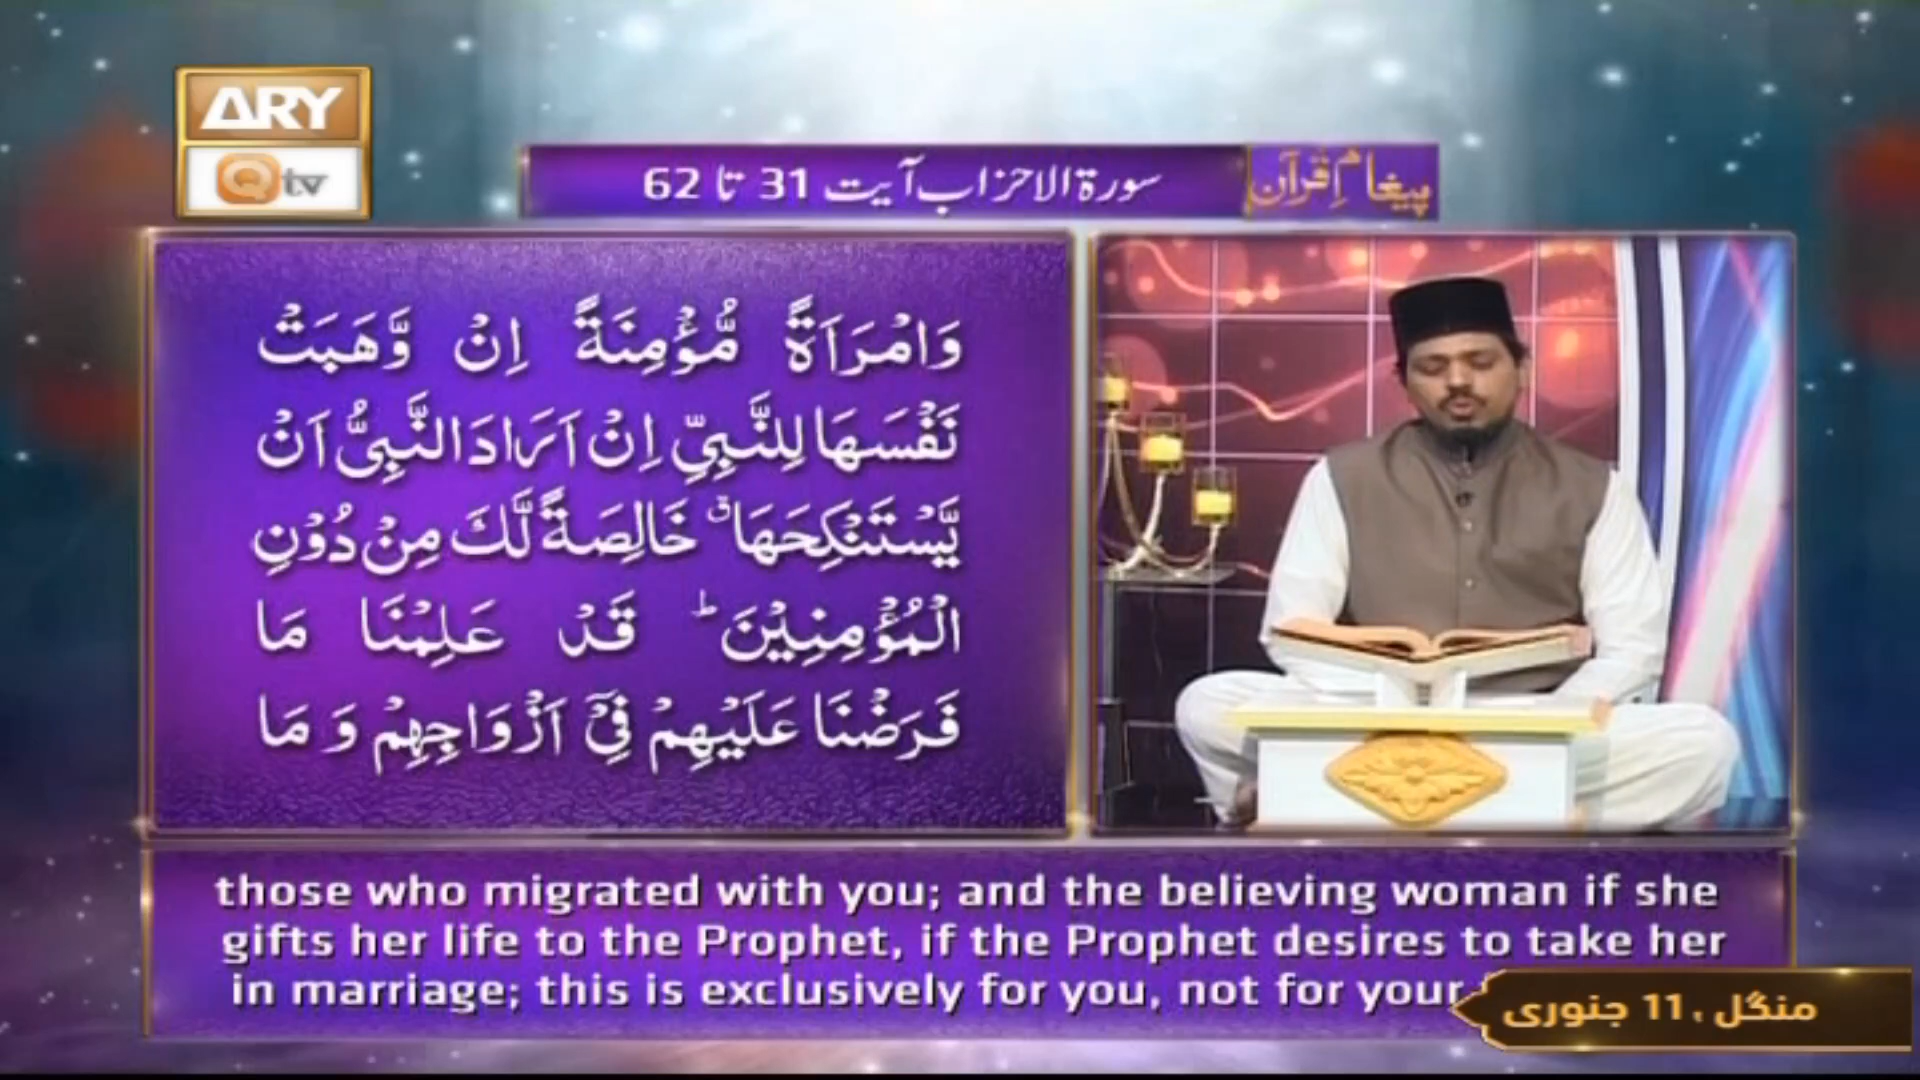 ARY
Qtv
پیغامِ قرآن
سورۃ الاحزاب آیت 31 تا 62
وَامْرَاَةً مُّؤْمِنَةً اِنْ وَّهَبَتْ
نَفْسَهَا لِلنَّبِيِّ اِنْ اَرَادَ النَّبِيُّ اَنْ
يَّسْتَنْكِحَهَا ۗ خَالِصَةً لَّكَ مِنْ دُوْنِ
الْمُؤْمِنِيْنَ ؕ قَدْ عَلِمْنَا مَا
فَرَضْنَا عَلَيْهِمْ فِيْٓ اَزْوَاجِهِمْ وَ مَا
those who migrated with you; and the believing woman if she
gifts her life to the Prophet, if the Prophet desires to take her
in marriage; this is exclusively for you, not for your
منگل ، 11 جنوری